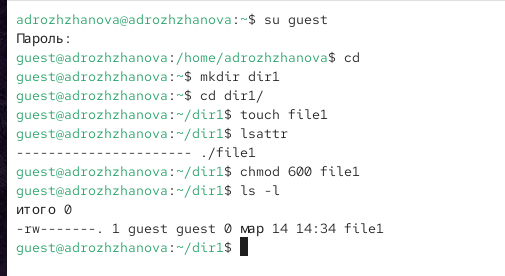 adrozhzhanova@adrozhzhanova:~$ su guest
Пароль:
guest@adrozhzhanova:/home/adrozhzhanova$ cd
guest@adrozhzhanova:~$ mkdir dir1
guest@adrozhzhanova:~$ cd dir1/
guest@adrozhzhanova:~/dir1$ touch file1
guest@adrozhzhanova:~/dir1$ lsattr
---------------------- ./file1
guest@adrozhzhanova:~/dir1$ chmod 600 file1
guest@adrozhzhanova:~/dir1$ ls -l
итого 0
-rw-------. 1 guest guest 0 мар 14 14:34 file1
guest@adrozhzhanova:~/dir1$